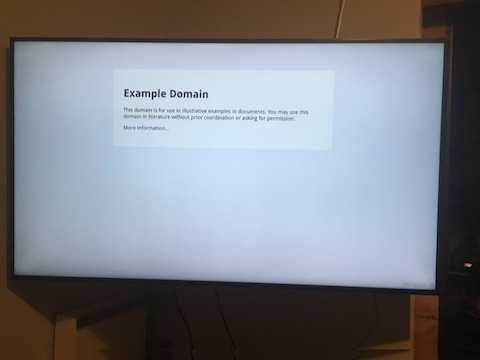 Example Domain
This domain is for use in illustrative examples in documents. You may use this
domain in literature without prior coordination or asking for permission.
More information...